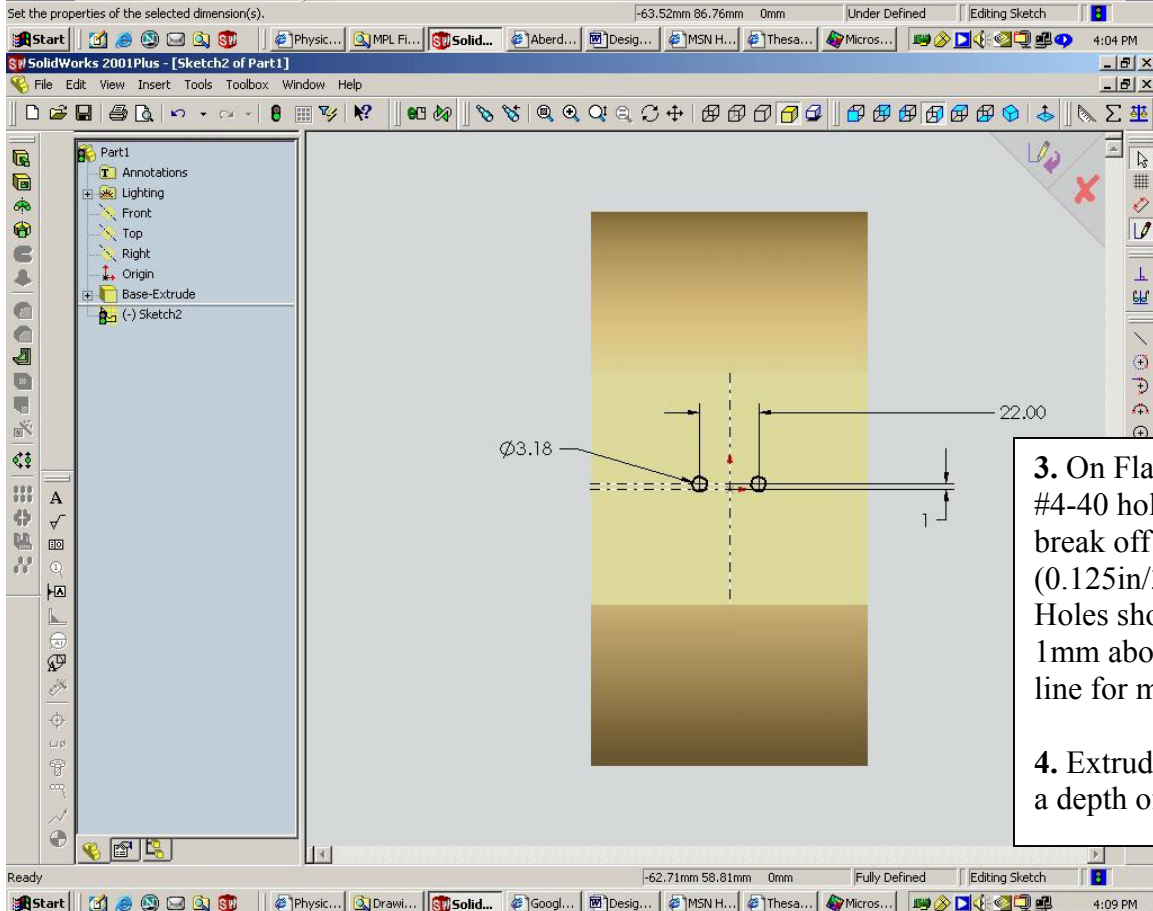 Set the properties of the selected dimension(s).
-63.52mm 86.76mm 0mm Under Defined Editing Sketch
Start Physic... MPL Fi... Solid... Aberd... Desig... MSN H... Thesa... Micros... 4:04 PM
SolidWorks 2001Plus - [Sketch2 of Part1]
File Edit View Insert Tools Toolbox Window Help
Part1
Annotations
Lighting
Front
Top
Right
Origin
Base-Extrude
(-) Sketch2
22.00
Ø3.18
1
3. On Fla
#4-40 hol
break off
(0.125in/
Holes sho
1mm abo
line for m
4. Extrud
a depth o
Ready
-62.71mm 58.81mm 0mm Fully Defined Editing Sketch
Start Physic... Drawi... Solid... Googl... Desig... MSN H... Thesa... Micros... 4:09 PM